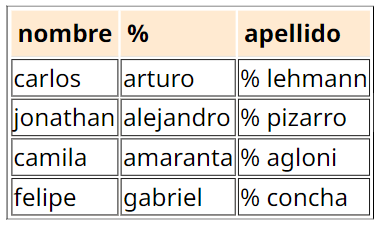 nombre % apellido
carlos arturo % lehmann
jonathan alejandro % pizarro
camila amaranta % agloni
felipe gabriel % concha